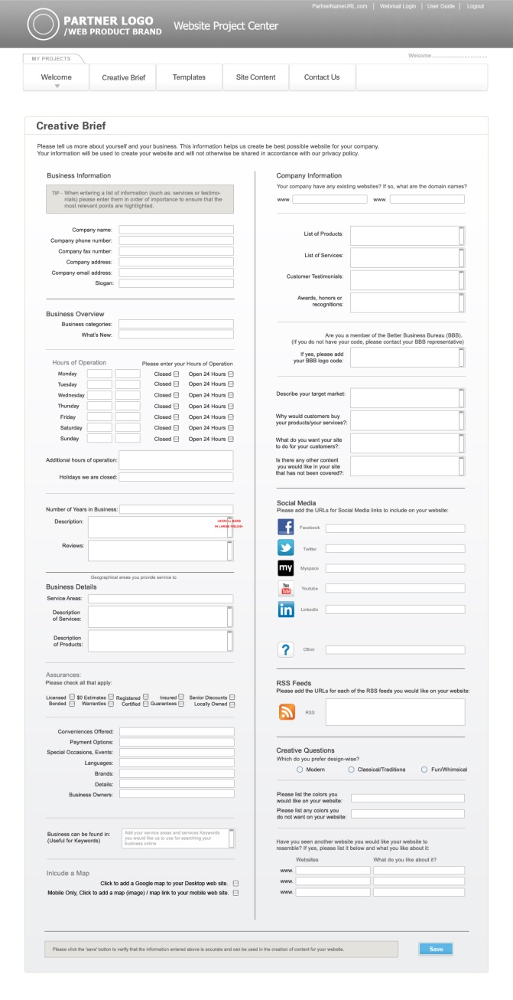 PartnerNameURL.com | Webmail Login | User Guide | Logout
PARTNER LOGO
/WEB PRODUCT BRAND
Website Project Center
MY PROJECTS
Welcome
Welcome
Creative Brief
Templates
Site Content
Contact Us
Creative Brief
Please tell us more about yourself and your business. This information helps us create be best possible website for your company.
Your information will be used to create your website and will not otherwise be shared in accordance with our privacy policy.
Business Information
TIP - When entering a list of information (such as: services or testimo-
nials) please enter them in order of importance to ensure that the
most relevant points are hightlighted.
Company name:
Company phone number:
Company fax number:
Company address:
Company email address:
Slogan:
Business Overview
Business categories:
What's New:
Hours of Operation
Please enter your Hours of Operation
Monday Closed Open 24 Hours
Tuesday Closed Open 24 Hours
Wednesday Closed Open 24 Hours
Thursday Closed Open 24 Hours
Friday Closed Open 24 Hours
Saturday Closed Open 24 Hours
Sunday Closed Open 24 Hours
Additional hours of operation:
Holidays we are closed:
Number of Years in Business:
Description:
<SCROLL BARS
IN LARGE FIELDS>
Reviews:
Geographical areas you provide service to
Business Details
Service Areas:
Description
of Services:
Description
of Products:
Assurances:
Please check all that apply:
Licensed $0 Estimates Registered Insured Senior Discounts
Bonded Warranties Certified Guarantees Locally Owned
Conveniences Offered:
Payment Options:
Special Occasions, Events:
Languages:
Brands:
Details:
Business Owners:
Business can be found in:
(Useful for Keywords)
Add your service areas and services Keywords
you would like us to use for searching your
business online
Inlcude a Map
Click to add a Google map to your Desktop web site.
Mobile Only, Click to add a map (image) / map link to your mobile web site.
Company Information
Your company have any existing websites? If so, what are the domain names?
www. www.
List of Products:
List of Services:
Customer Testimonials:
Awards, honors or
recognitions:
Are you a member of the Better Business Bureau (BBB).
(If you do not have your code, please contact your BBB representative)
If yes, please add
your BBB logo code:
Describe your target market:
Why would customers buy
your products/your services?:
What do you want your site
to do for your customers?:
Is there any other content
you would like in your site
that has not been covered?:
Social Media
Please add the URLs for Social Media links to include on your website:
f Facebook
Twitter
my Myspace
You
Tube Youtube
in LinkedIn
? Other
RSS Feeds
Please add the URLs for each of the RSS feeds you would like on your website:
RSS
Creative Questions
Which do you prefer design-wise?
Modern Classical/Traditiona Fun/Whimsical
Please list the colors you
would like on your website:
Please list any colors you
do not want on your website:
Have you seen another website you would like your website to
resemble? If yes, please list it below and what you like about it:
Websites What do you like about it?
www.
www.
www.
Please click the 'save' button to verify that the information entered above is accurate and can be used in the creation of content for your website.
Save